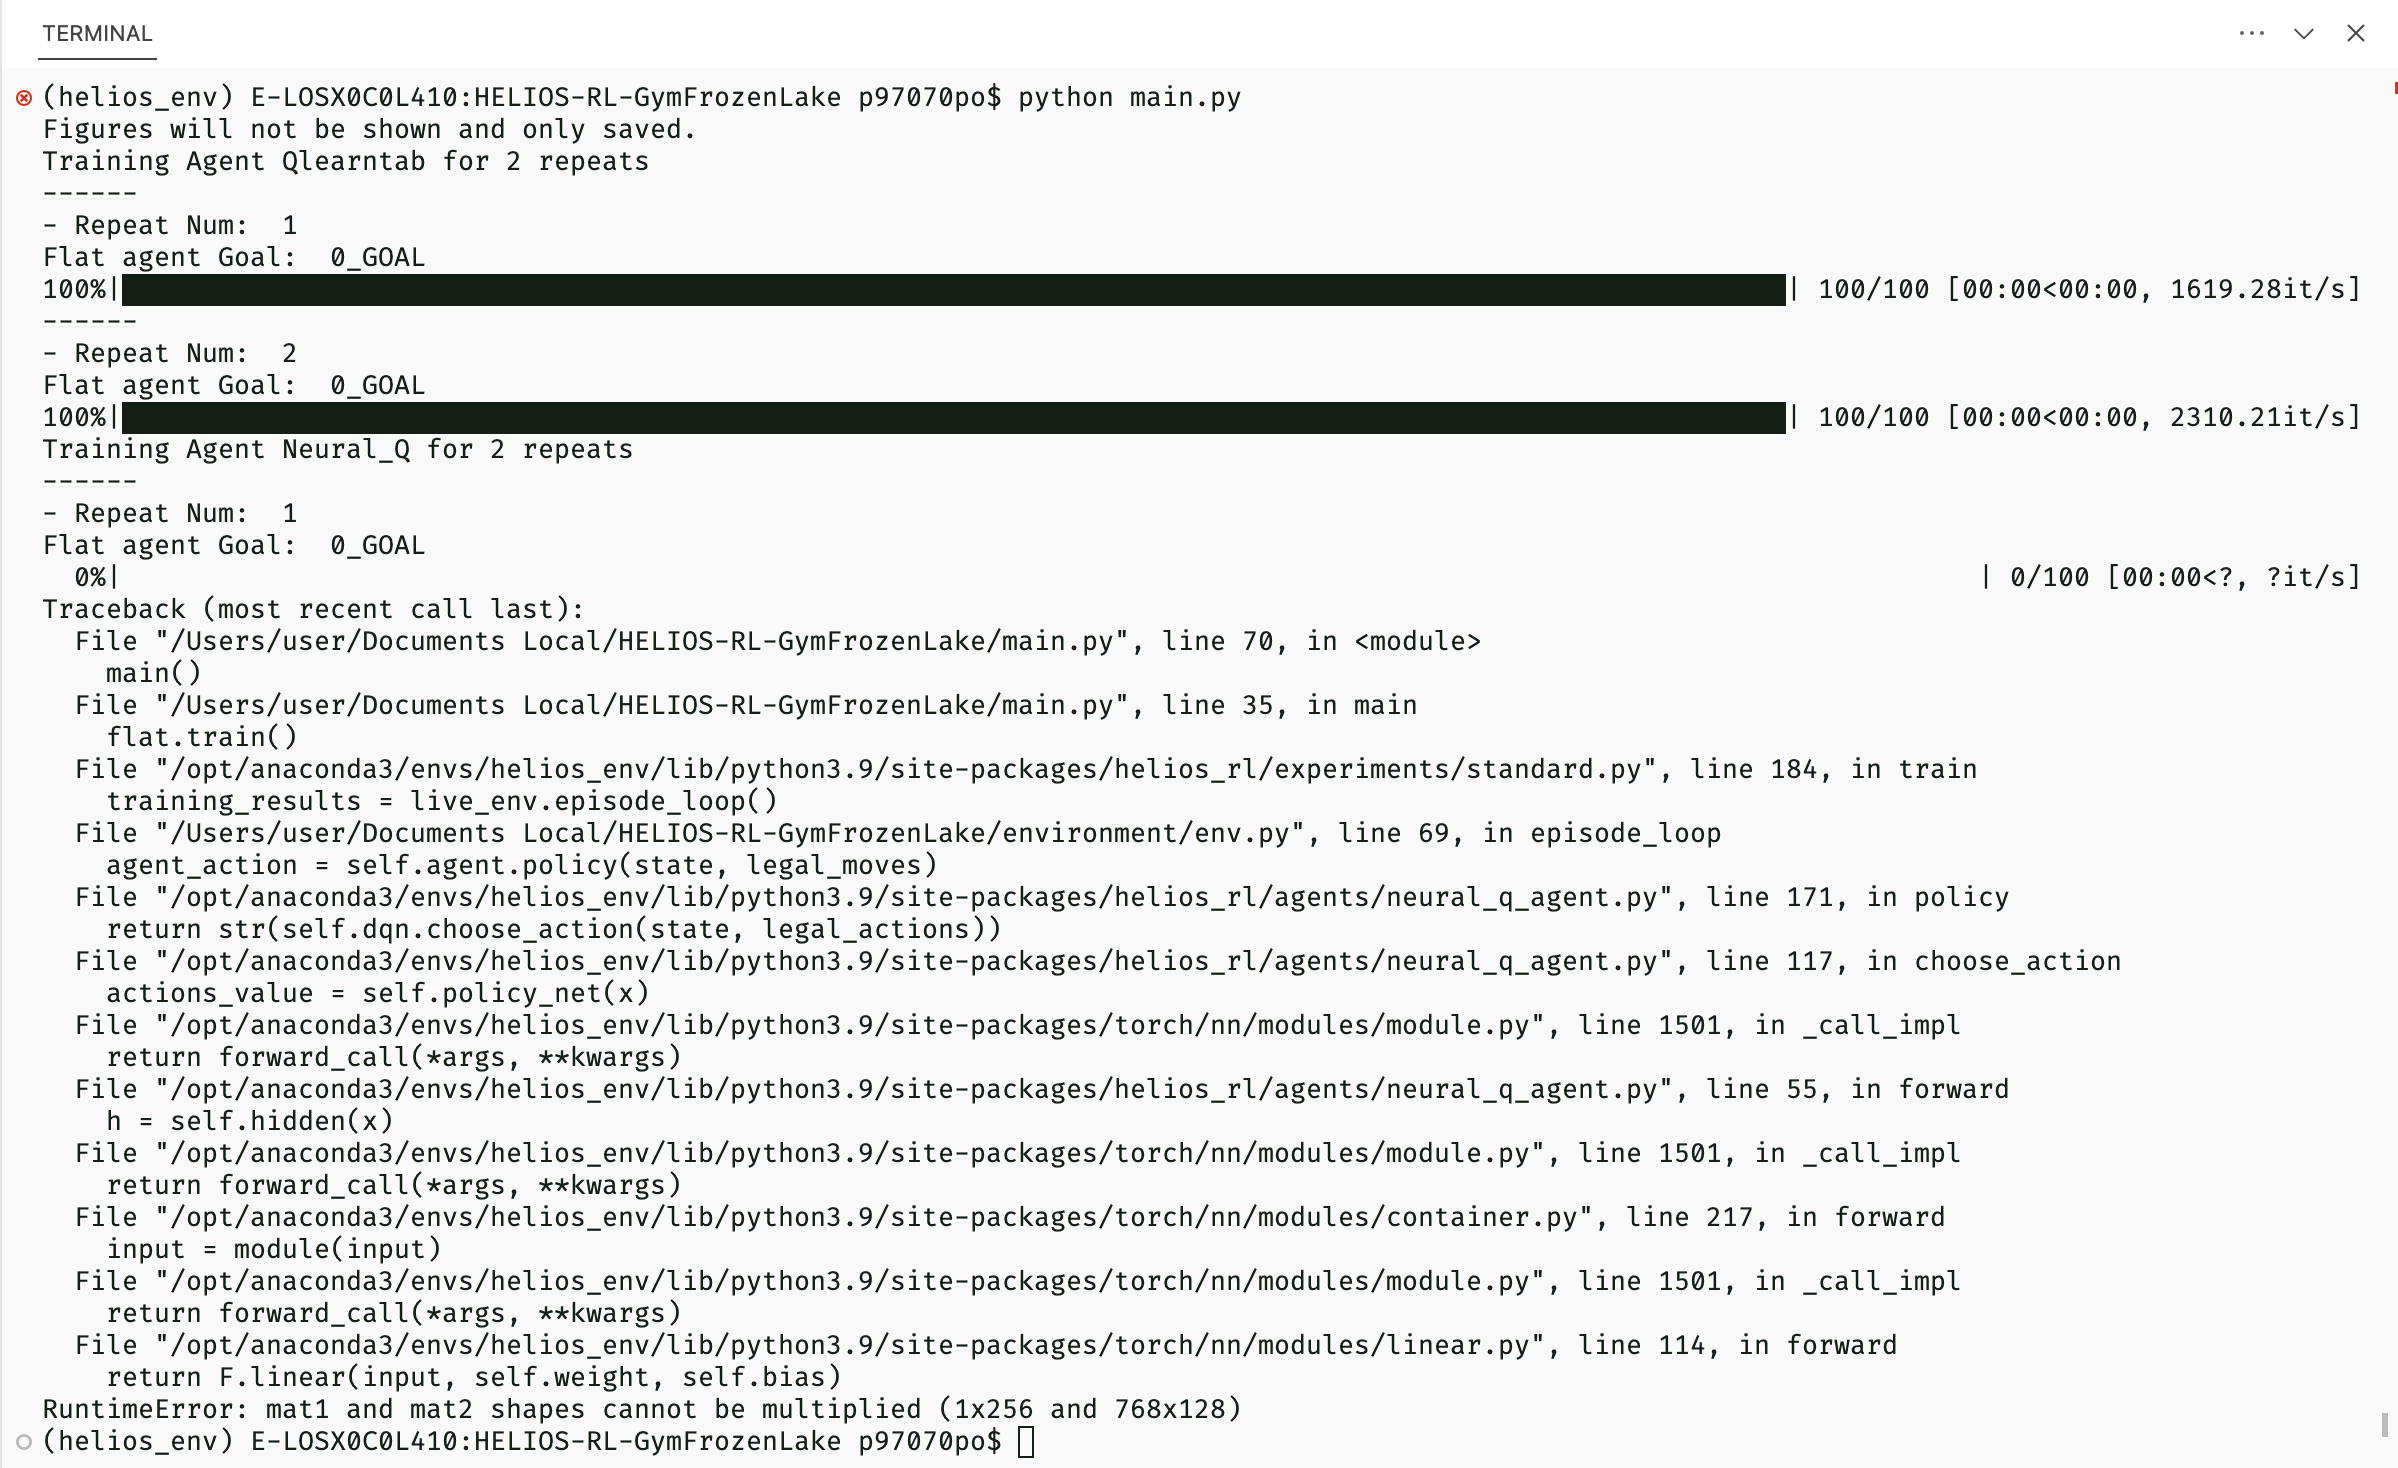 TERMINAL
(helios_env) E-LOSX0C0L410:HELIOS-RL-GymFrozenLake p97070po$ python main.py
Figures will not be shown and only saved.
Training Agent Qlearntab for 2 repeats
------
- Repeat Num:  1
Flat agent Goal:  0_GOAL
100%| | 100/100 [00:00<00:00, 1619.28it/s]
------
- Repeat Num:  2
Flat agent Goal:  0_GOAL
100%| | 100/100 [00:00<00:00, 2310.21it/s]
Training Agent Neural_Q for 2 repeats
------
- Repeat Num:  1
Flat agent Goal:  0_GOAL
  0%| | 0/100 [00:00<?, ?it/s]
Traceback (most recent call last):
  File "/Users/user/Documents Local/HELIOS-RL-GymFrozenLake/main.py", line 70, in <module>
    main()
  File "/Users/user/Documents Local/HELIOS-RL-GymFrozenLake/main.py", line 35, in main
    flat.train()
  File "/opt/anaconda3/envs/helios_env/lib/python3.9/site-packages/helios_rl/experiments/standard.py", line 184, in train
    training_results = live_env.episode_loop()
  File "/Users/user/Documents Local/HELIOS-RL-GymFrozenLake/environment/env.py", line 69, in episode_loop
    agent_action = self.agent.policy(state, legal_moves)
  File "/opt/anaconda3/envs/helios_env/lib/python3.9/site-packages/helios_rl/agents/neural_q_agent.py", line 171, in policy
    return str(self.dqn.choose_action(state, legal_actions))
  File "/opt/anaconda3/envs/helios_env/lib/python3.9/site-packages/helios_rl/agents/neural_q_agent.py", line 117, in choose_action
    actions_value = self.policy_net(x)
  File "/opt/anaconda3/envs/helios_env/lib/python3.9/site-packages/torch/nn/modules/module.py", line 1501, in _call_impl
    return forward_call(*args, **kwargs)
  File "/opt/anaconda3/envs/helios_env/lib/python3.9/site-packages/helios_rl/agents/neural_q_agent.py", line 55, in forward
    h = self.hidden(x)
  File "/opt/anaconda3/envs/helios_env/lib/python3.9/site-packages/torch/nn/modules/module.py", line 1501, in _call_impl
    return forward_call(*args, **kwargs)
  File "/opt/anaconda3/envs/helios_env/lib/python3.9/site-packages/torch/nn/modules/container.py", line 217, in forward
    input = module(input)
  File "/opt/anaconda3/envs/helios_env/lib/python3.9/site-packages/torch/nn/modules/module.py", line 1501, in _call_impl
    return forward_call(*args, **kwargs)
  File "/opt/anaconda3/envs/helios_env/lib/python3.9/site-packages/torch/nn/modules/linear.py", line 114, in forward
    return F.linear(input, self.weight, self.bias)
RuntimeError: mat1 and mat2 shapes cannot be multiplied (1x256 and 768x128)
(helios_env) E-LOSX0C0L410:HELIOS-RL-GymFrozenLake p97070po$